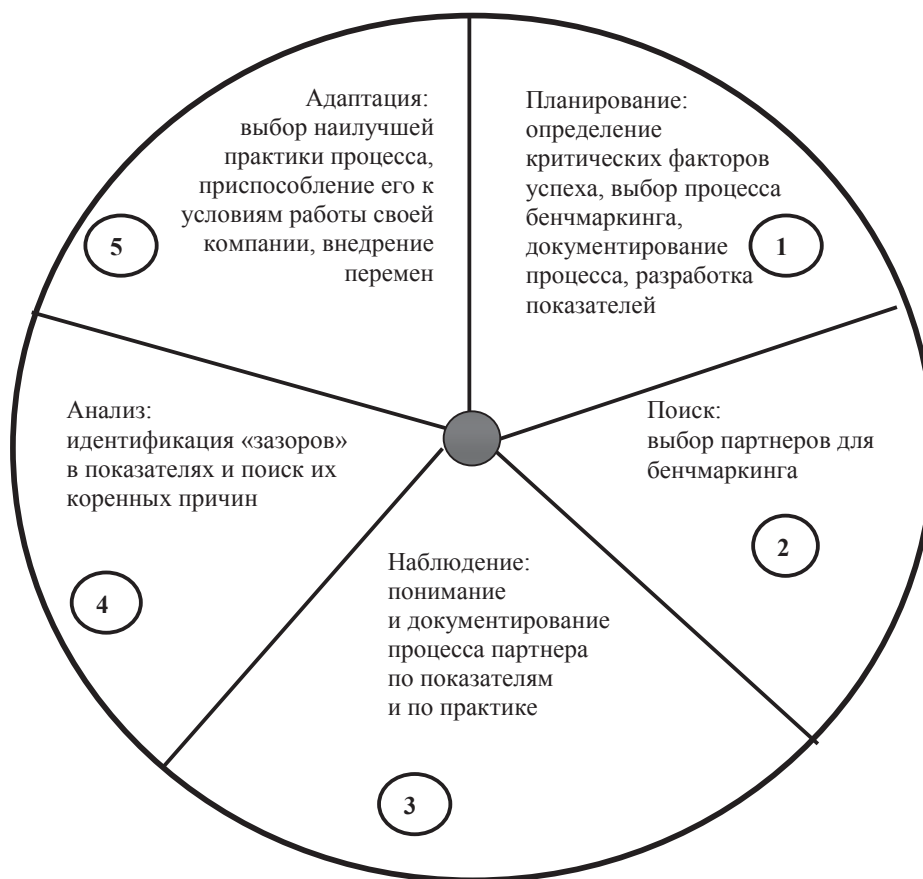 Планирование:
определение
критических факторов
успеха, выбор процесса
бенчмаркинга,
документирование
процесса, разработка
показателей
1
Поиск:
выбор партнеров для
бенчмаркинга
2
Наблюдение:
понимание
и документирование
процесса партнера
по показателям
и по практике
3
Анализ:
идентификация «зазоров»
в показателях и поиск их
коренных причин
4
Адаптация:
выбор наилучшей
практики процесса,
приспособление его к
условиям работы своей
компании, внедрение
перемен
5